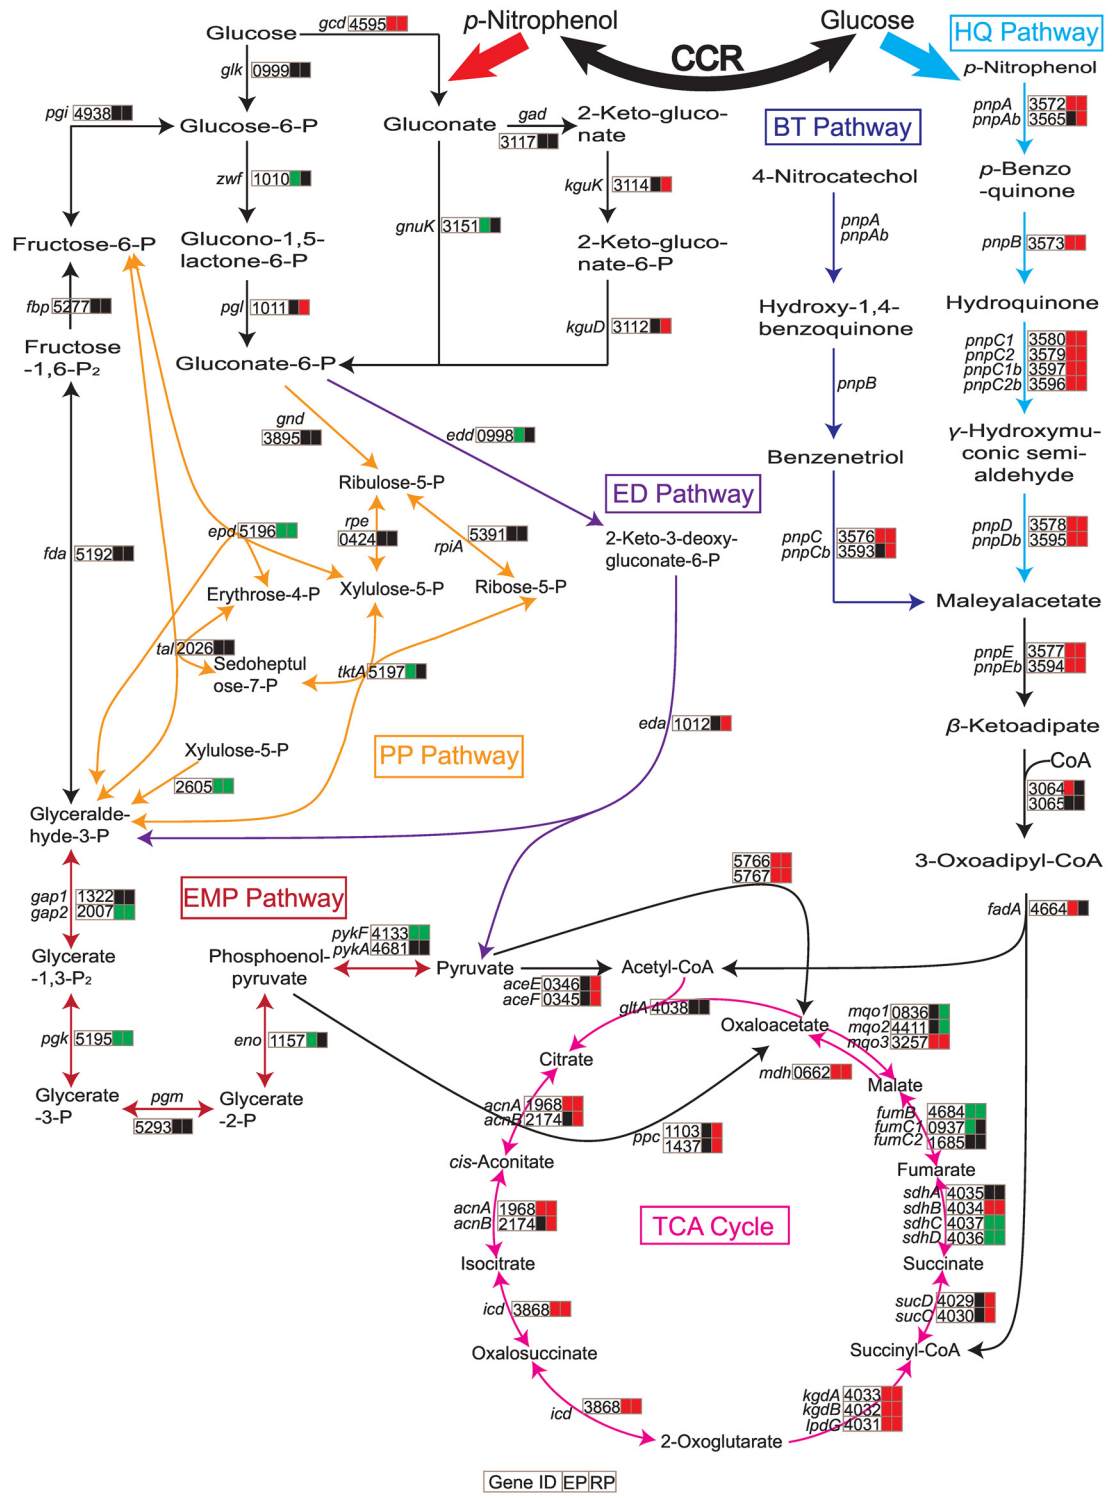 p-Nitrophenol
Glucose
CCR
HQ Pathway
Glucose
gcd 4595
glk 0999
pgi 4938
Glucose-6-P
Gluconate
gad
3117
2-Keto-gluco-
nate
BT Pathway
p-Nitrophenol
pnpA 3572
pnpAb 3565
zwf 1010
kguK 3114
4-Nitrocatechol
p-Benzo
-quinone
Fructose-6-P
Glucono-1,5-
lactone-6-P
gnuK 3151
2-Keto-gluco-
nate-6-P
pnpA
pnpAb
pnpB 3573
fbp 5277
pgl 1011
kguD 3112
Hydroxy-1,4-
benzoquinone
Hydroquinone
Fructose
-1,6-P2
Gluconate-6-P
pnpB
pnpC1 3580
pnpC2 3579
pnpC1b 3597
pnpC2b 3596
gnd
3895
edd 0998
Benzenetriol
γ-Hydroxymu-
conic semi-
aldehyde
Ribulose-5-P
ED Pathway
fda 5192
epd 5196
rpe
0424
rpiA
5391
2-Keto-3-deoxy-
gluconate-6-P
pnpC 3576
pnpCb 3593
pnpD 3578
pnpDb 3595
Erythrose-4-P
Xylulose-5-P
Ribose-5-P
Maleyalacetate
tal 2026
Sedoheptul
ose-7-P
tktA 5197
pnpE 3577
pnpEb 3594
eda 1012
β-Ketoadipate
Xylulose-5-P
PP Pathway
2605
CoA
3064
3065
Glyceralde-
hyde-3-P
3-Oxoadipyl-CoA
5766
5767
gap1 1322
gap2 2007
EMP Pathway
fadA 4664
pykF 4133
pykA 4681
Glycerate
-1,3-P2
Phosphoenol-
pyruvate
Pyruvate
aceE 0346
aceF 0345
Acetyl-CoA
gltA 4038
Oxaloacetate
mqo1 0836
mqo2 4411
mqo3 3257
pgk 5195
eno 1157
Citrate
mdh 0662
Malate
Glycerate
-3-P
pgm
5293
Glycerate
-2-P
acnA 1968
acnB 2174
ppc 1103
1437
fumB 4684
fumC1 0937
fumC2 1685
cis-Aconitate
Fumarate
acnA 1968
acnB 2174
TCA Cycle
sdhA 4035
sdhB 4034
sdhC 4037
sdhD 4036
Isocitrate
Succinate
icd 3868
sucD 4029
sucC 4030
Oxalosuccinate
Succinyl-CoA
icd 3868
kgdA 4033
kgdB 4032
lpdG 4031
2-Oxoglutarate
Gene ID EP RP